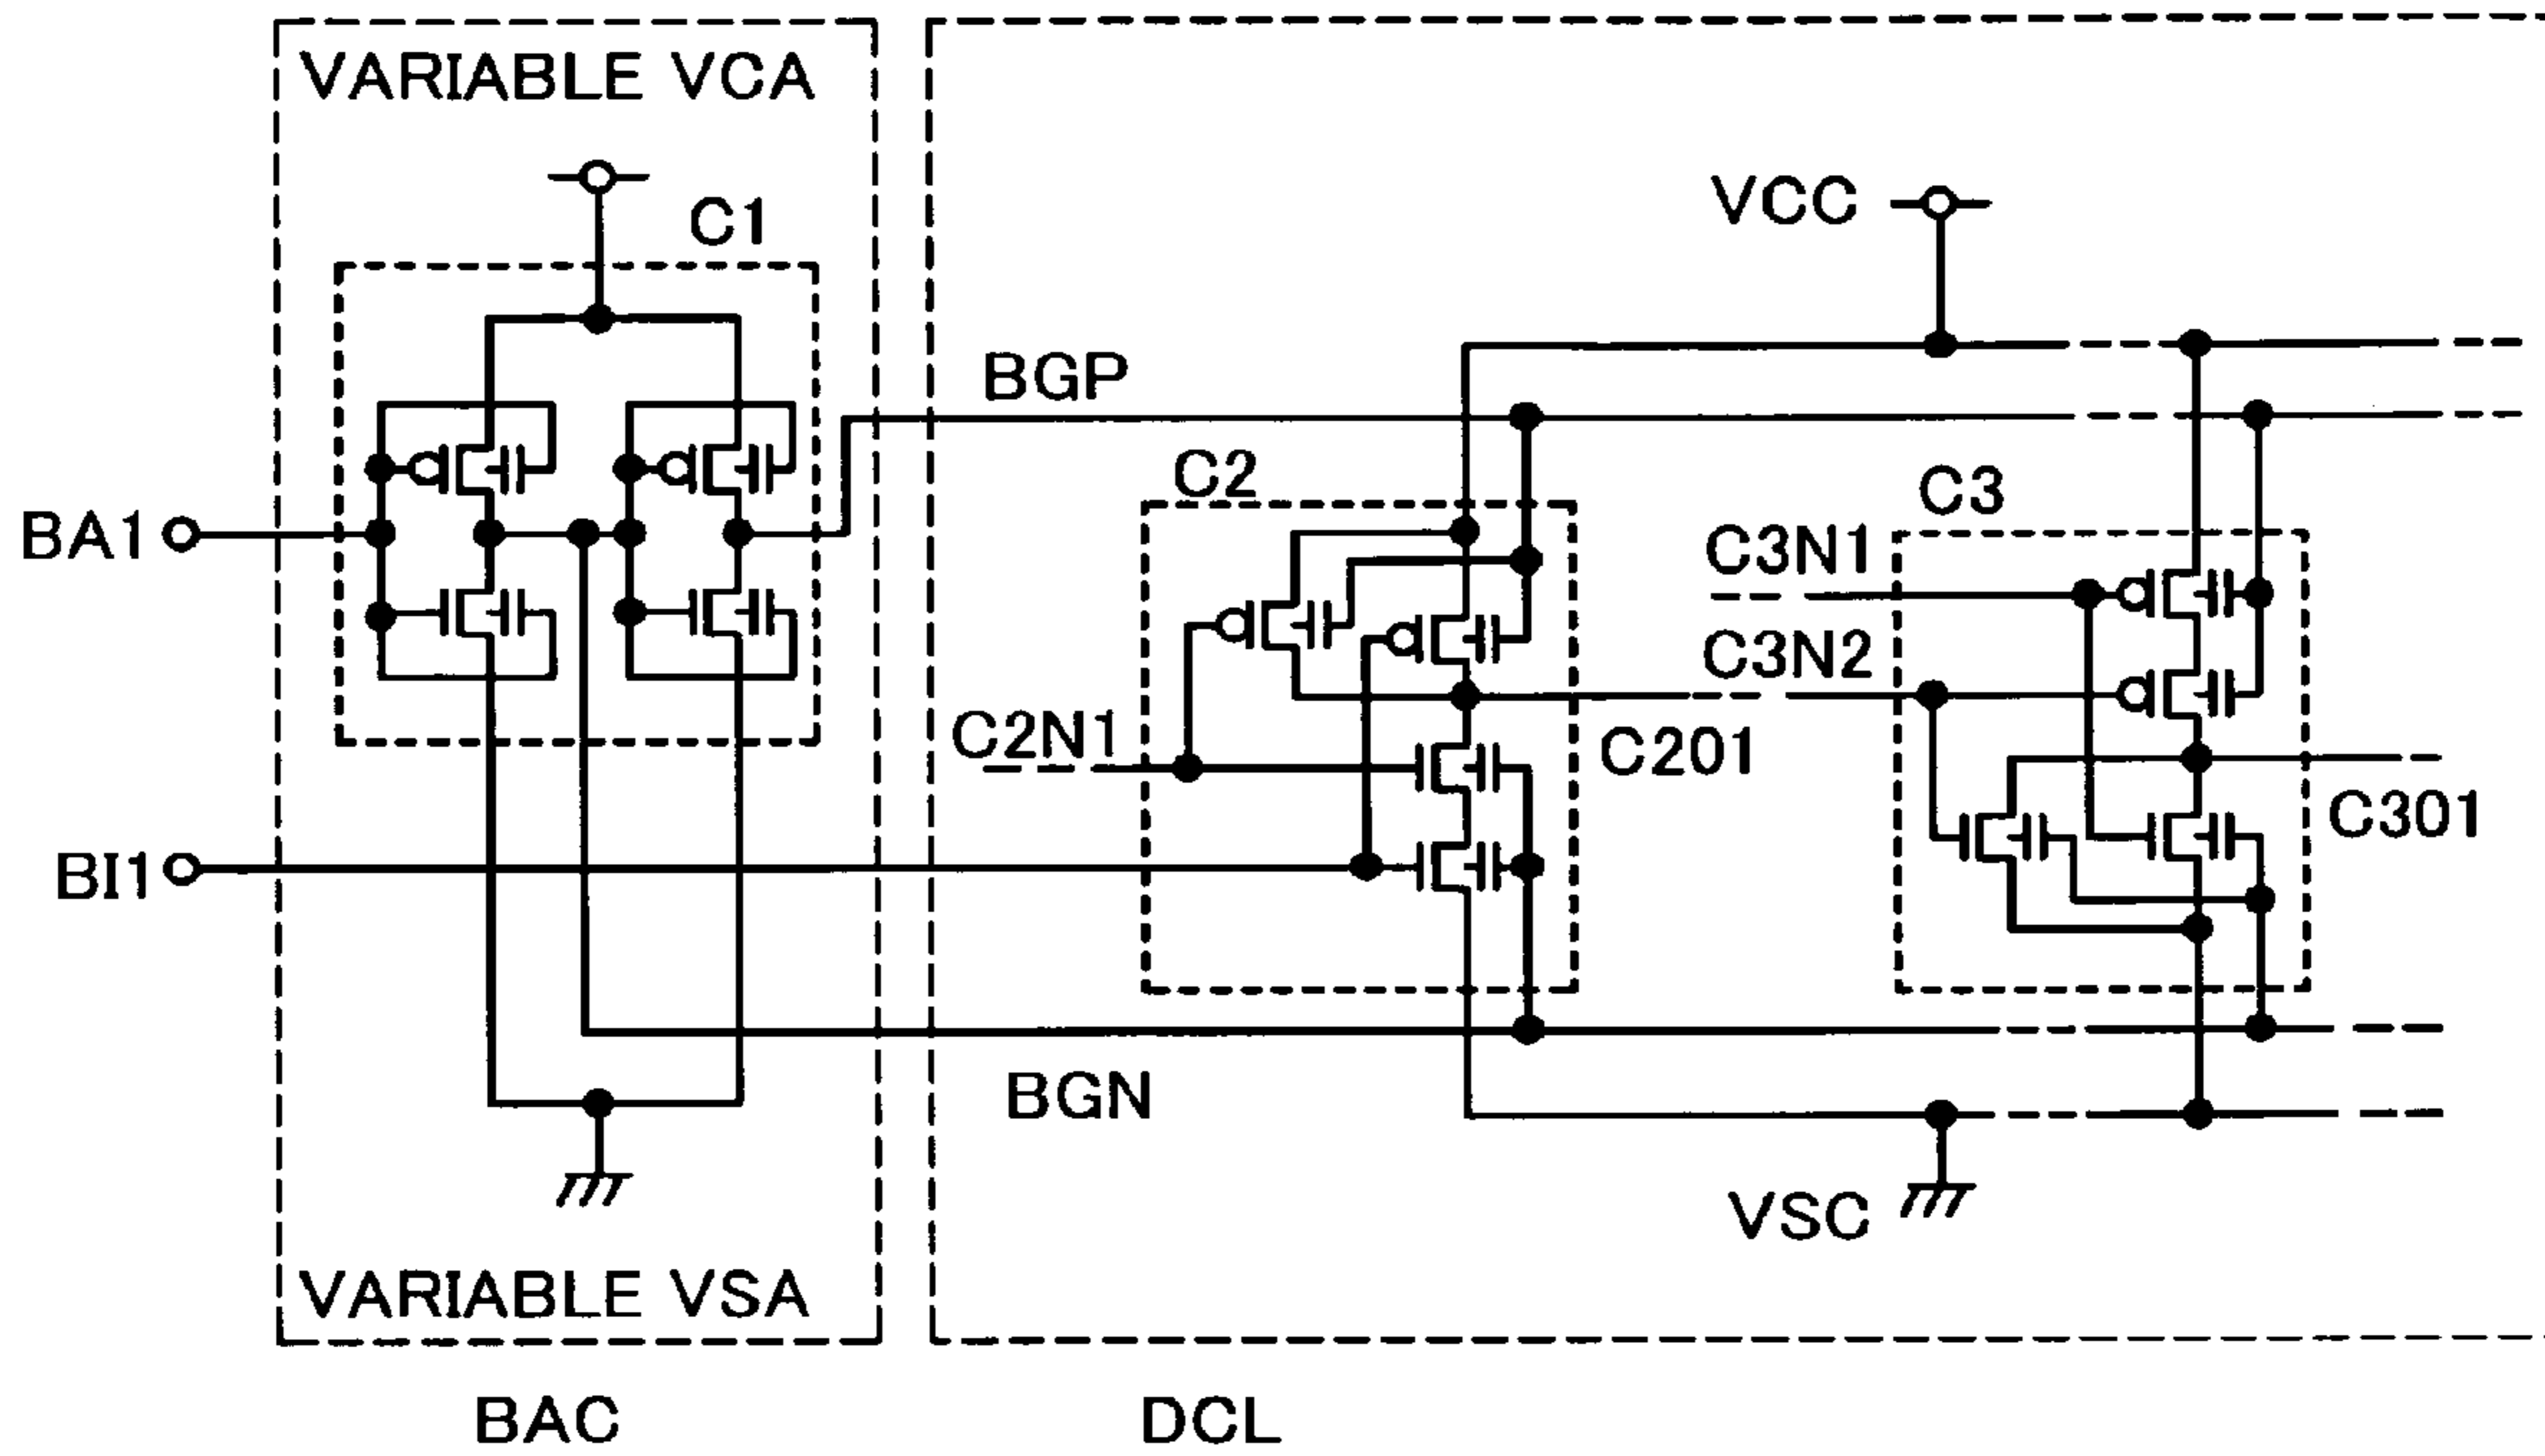 VARIABLE VCA
C1
VCC
BGP
C2
C3
BA1
C3N1
C3N2
C2N1
C201
C301
BI1
BGN
VSC
VARIABLE VSA
BAC
DCL